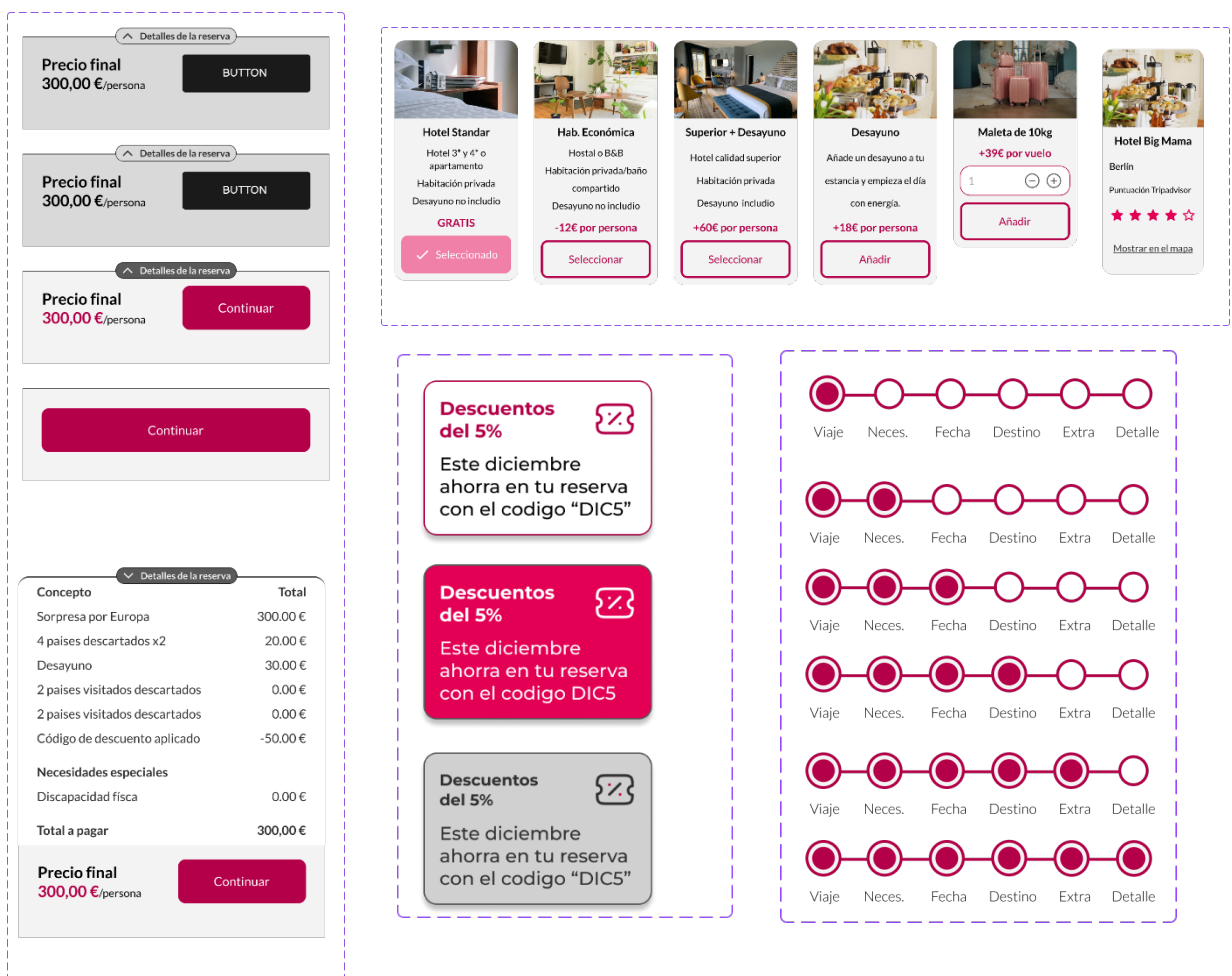 Detalles de la reserva
Precio final
300,00 €/persona
BUTTON
Detalles de la reserva
Precio final
300,00 €/persona
BUTTON
Detalles de la reserva
Precio final
300,00 €/persona
Continuar
Continuar
Detalles de la reserva
Concepto Total
Sorpresa por Europa 300.00 €
4 paises descartados x2 20.00 €
Desayuno 30.00 €
2 paises visitados descartados 0.00 €
2 paises visitados descartados 0.00 €
Código de descuento aplicado -50.00 €
Necesidades especiales
Discapacidad físca 0.00 €
Total a pagar 300,00 €
Precio final
300,00 €/persona
Continuar
Hotel Standar
Hotel 3* y 4* o
apartamento
Habitación privada
Desayuno no includio
GRATIS
Seleccionado
Hab. Económica
Hostal o B&B
Habitación privada/baño
compartido
Desayuno no includio
-12€ por persona
Seleccionar
Superior + Desayuno
Hotel calidad superior
Habitación privada
Desayuno includio
+60€ por persona
Seleccionar
Desayuno
Añade un desayuno a tu
estancia y empieza el día
con energía.
+18€ por persona
Añadir
Maleta de 10kg
+39€ por vuelo
1
Añadir
Hotel Big Mama
Berlín
Puntuación Tripadvisor
Mostrar en el mapa
Descuentos
del 5%
Este diciembre
ahorra en tu reserva
con el codigo “DIC5”
Descuentos
del 5%
Este diciembre
ahorra en tu reserva
con el codigo DIC5
Descuentos
del 5%
Este diciembre
ahorra en tu reserva
con el codigo “DIC5”
Viaje Neces. Fecha Destino Extra Detalle
Viaje Neces. Fecha Destino Extra Detalle
Viaje Neces. Fecha Destino Extra Detalle
Viaje Neces. Fecha Destino Extra Detalle
Viaje Neces. Fecha Destino Extra Detalle
Viaje Neces. Fecha Destino Extra Detalle